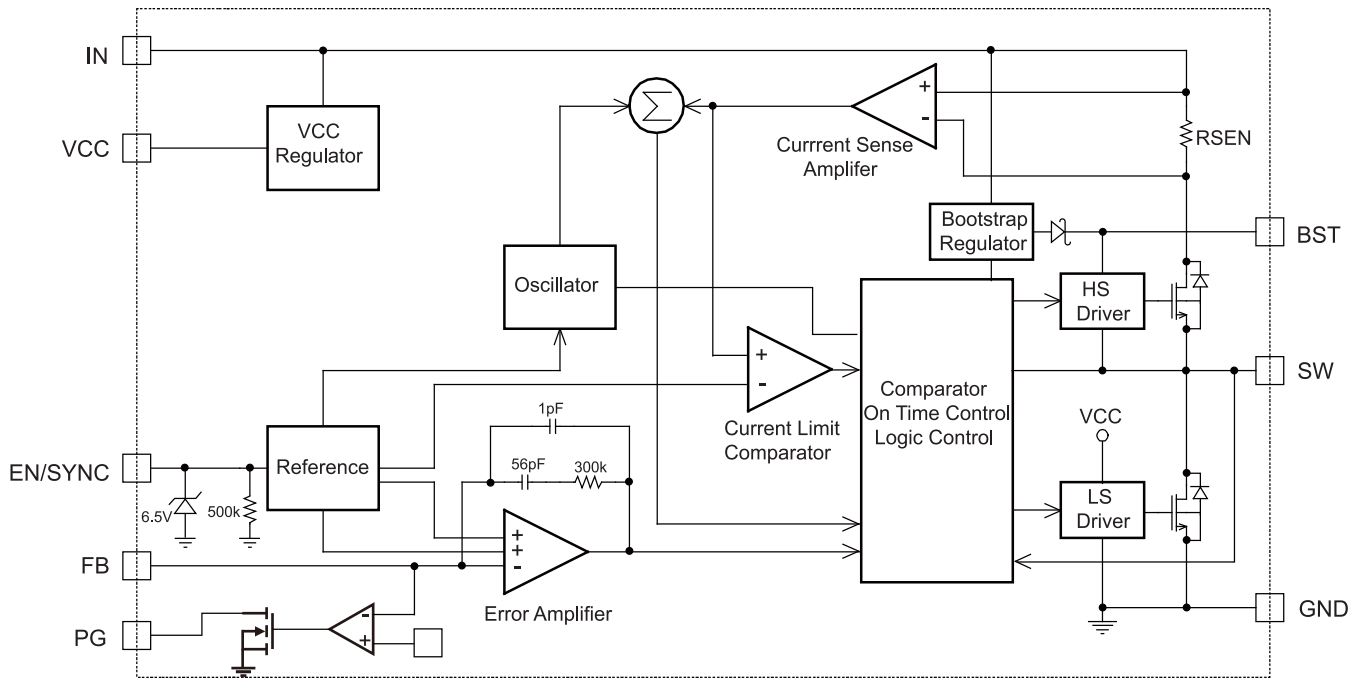 IN
VCC
Regulator
VCC
Σ
+
-
Currrent Sense
Amplifer
RSEN
Bootstrap
Regulator
BST
Oscillator
HS
Driver
+
-
Current Limit
Comparator
Comparator
On Time Control
Logic Control
SW
VCC
1pF
56pF
300k
EN/SYNC
Reference
6.5V
500k
LS
Driver
+
+
-
Error Amplifier
FB
PG
-
+
GND